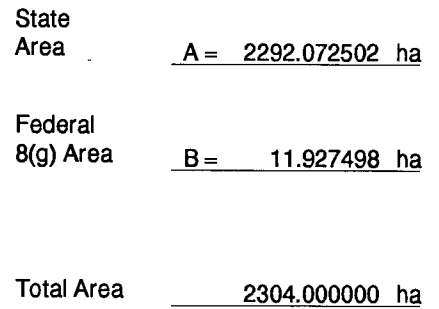 State
Area A = 2292.072502 ha
Federal
8(g) Area B = 11.927498 ha
Total Area 2304.000000 ha